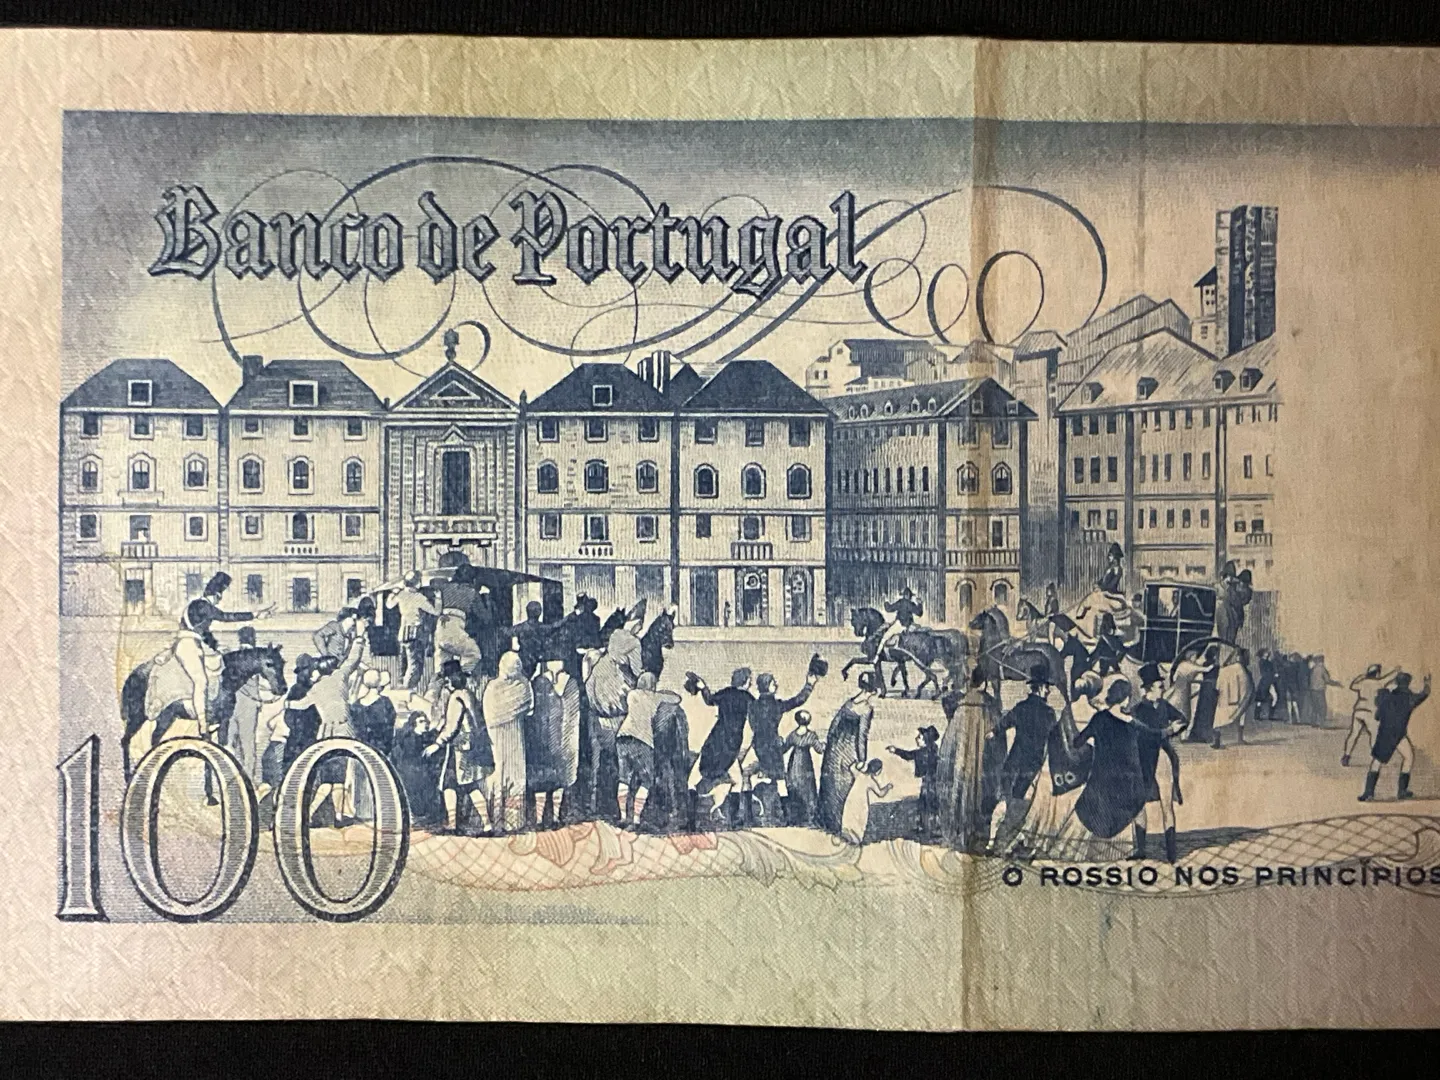 Banco de Portugal
100
O ROSSIO NOS PRINCÍPIOS